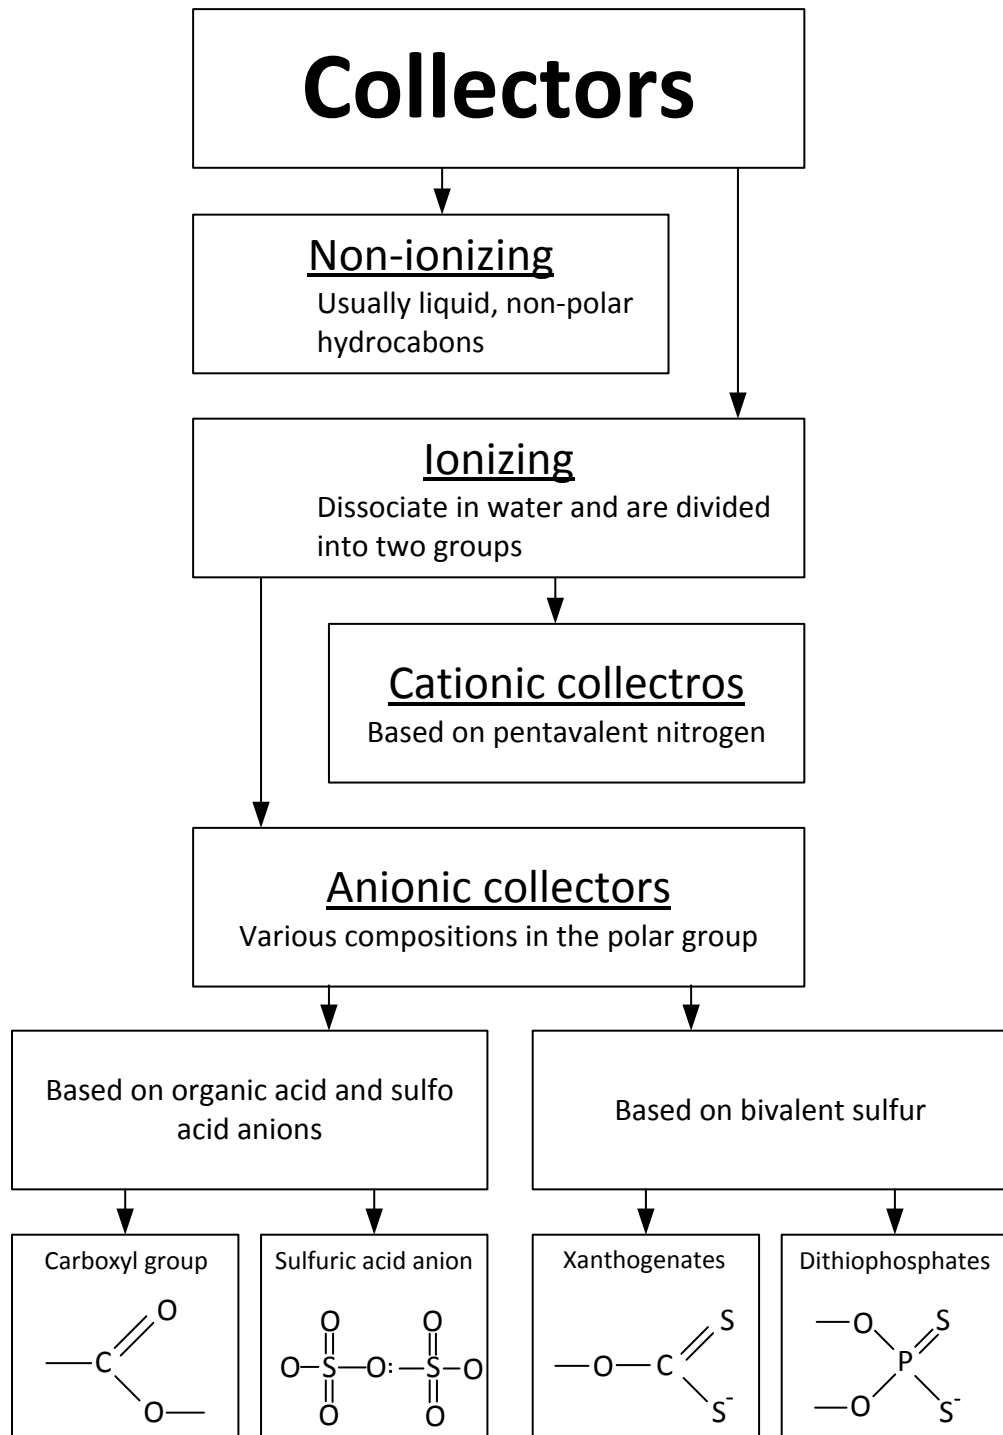 Collectors
Non-ionizing
Usually liquid, non-polar
hydrocabons
Ionizing
Dissociate in water and are divided
into two groups
Cationic collectros
Based on pentavalent nitrogen
Anionic collectors
Various compositions in the polar group
Based on organic acid and sulfo
acid anions
Based on bivalent sulfur
Carboxyl group
O
C
O
Sulfuric acid anion
O O
O S O: S O
O O
Xanthogenates
S
O C
S-
Dithiophosphates
O S
P
O S-